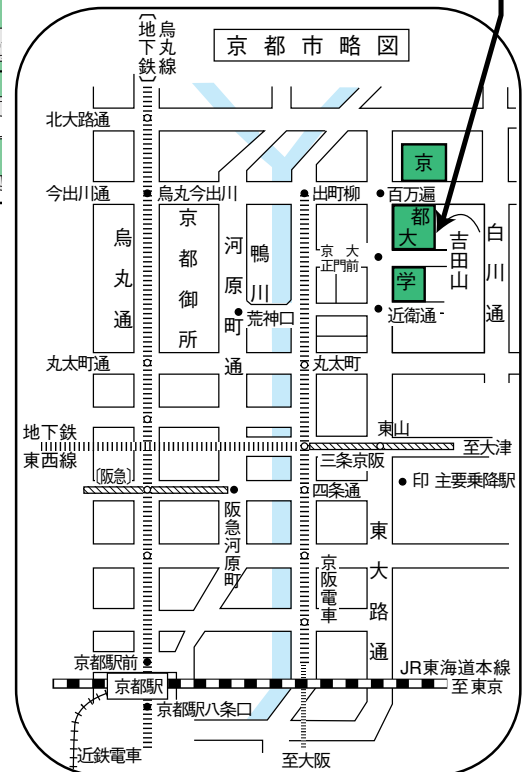 地下鉄
烏丸線
京都市略図
北大路通
今出川通
烏丸今出川
出町柳
百万遍
京
都
大
学
烏丸通
京都御所
河原町通
鴨川
京大
正門前
吉田山
白川通
荒神口
近衛通
丸太町通
丸太町
地下鉄
東西線
東山
至大津
三条京阪
〔阪急〕
●印 主要乗降駅
四条通
阪急河原町
京阪電車
東大路通
京都駅前
JR東海道本線
京都駅
至東京
京都駅八条口
近鉄電車
至大阪